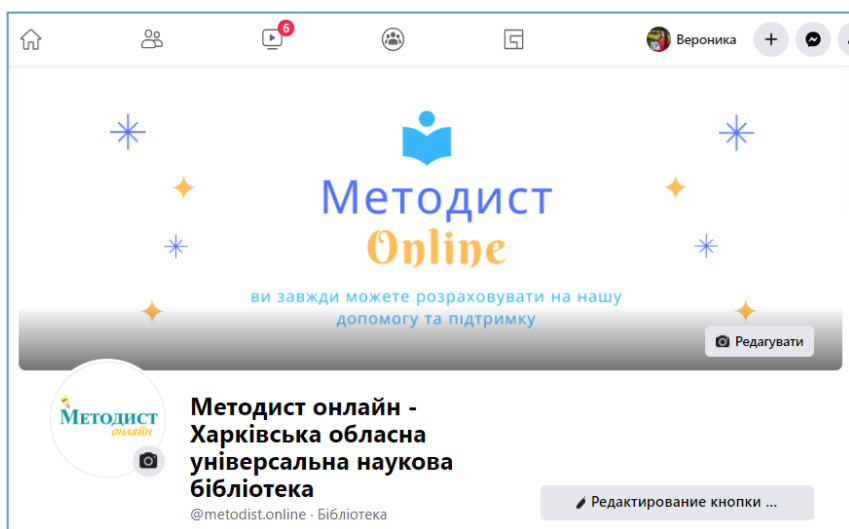 6
Вероника
Методист
Online
ви завжди можете розраховувати на нашу
допомогу та підтримку
Редагувати
Методист
онлайн
Методист онлайн -
Харківська обласна
універсальна наукова
бібліотека
@metodist.online · Бібліотека
Редактирование кнопки ...